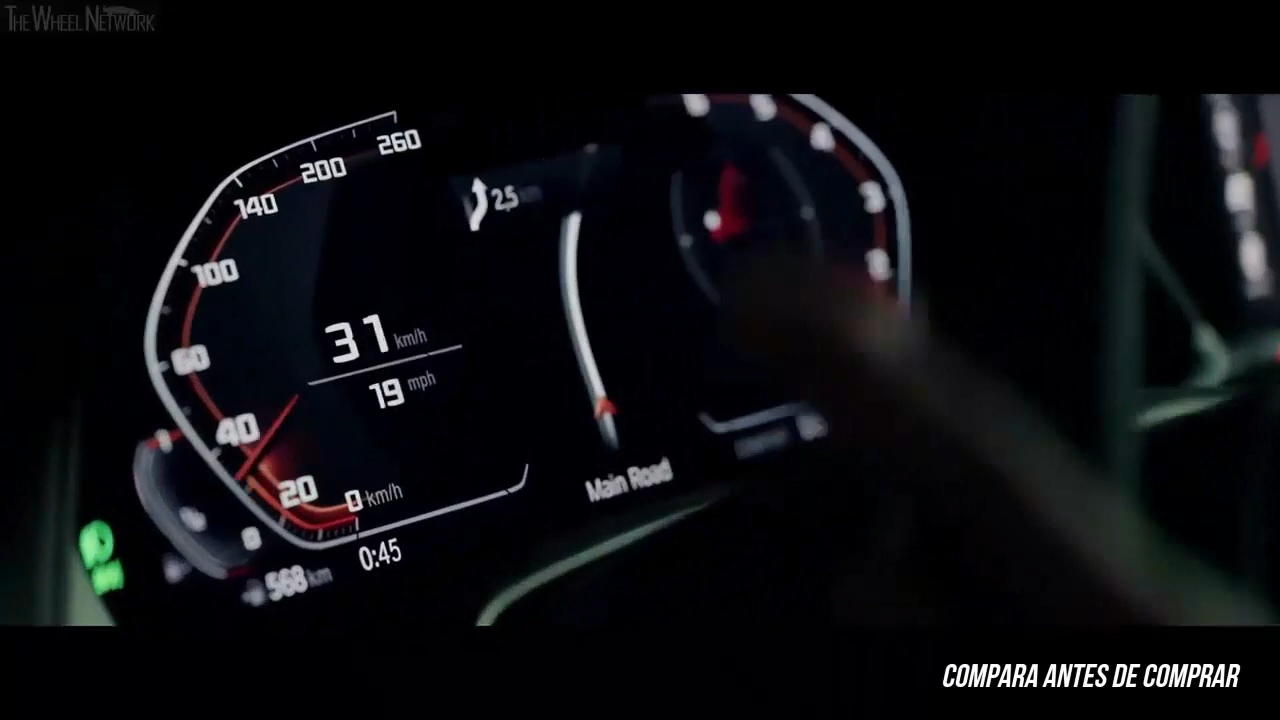 THE WHEEL NETWORK
260
200
140
100
60
40
20
0 km/h
2,5
31 km/h
19 mph
Main Road
568 km
0:45
COMPARA ANTES DE COMPRAR